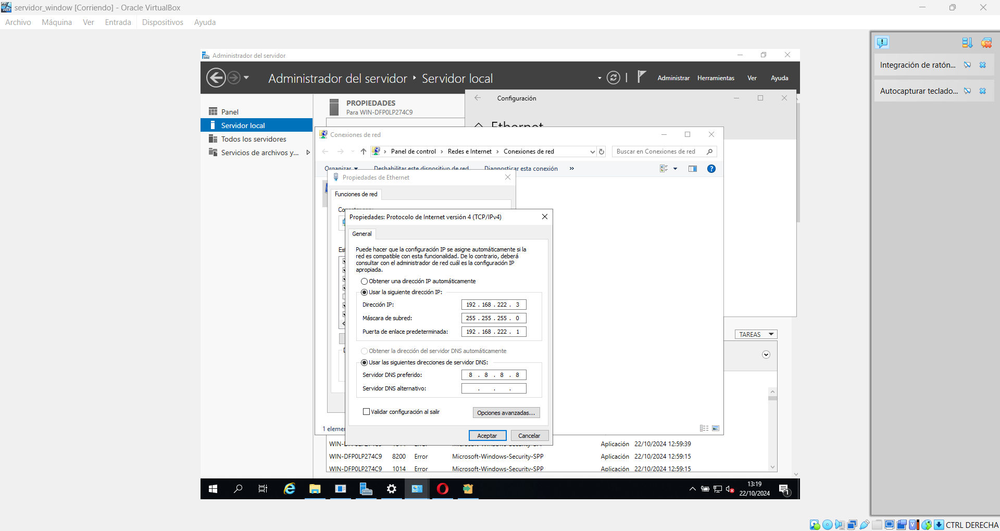 servidor_window [Corriendo] - Oracle VirtualBox
Archivo Máquina Ver Entrada Dispositivos Ayuda
Integración de ratón...
Autocapturar teclado...
Administrador del servidor
Administrador del servidor Servidor local
Administrar Herramientas Ver Ayuda
Panel
Servidor local
Todos los servidores
Servicios de archivos y...
PROPIEDADES
Para WIN-DFP0LP274C9
Configuración
Ethernet
Conexiones de red
Panel de control Redes e Internet Conexiones de red
Buscar en Conexiones de red
Organizar Deshabilitar este dispositivo de red Diagnosticar esta conexión »
Propiedades de Ethernet
Funciones de red
Propiedades: Protocolo de Internet versión 4 (TCP/IPv4)
General
Puede hacer que la configuración IP se asigne automáticamente si la
red es compatible con esta funcionalidad. De lo contrario, deberá
consultar con el administrador de red cuál es la configuración IP
apropiada.
Obtener una dirección IP automáticamente
Usar la siguiente dirección IP:
Dirección IP: 192 . 168 . 222 . 3
Máscara de subred: 255 . 255 . 255 . 0
Puerta de enlace predeterminada: 192 . 168 . 222 . 1
Obtener la dirección del servidor DNS automáticamente
Usar las siguientes direcciones de servidor DNS:
Servidor DNS preferido: 8 . 8 . 8 . 8
Servidor DNS alternativo: . . .
Validar configuración al salir
Opciones avanzadas...
Aceptar Cancelar
TAREAS
Aplicación 22/10/2024 12:59:39
WIN-DFP0LP274C9 8200 Error Microsoft-Windows-Security-SPP Aplicación 22/10/2024 12:59:15
WIN-DFP0LP274C9 1014 Error Microsoft-Windows-Security-SPP Aplicación 22/10/2024 12:59:15
13:19
22/10/2024
1
CTRL DERECHA